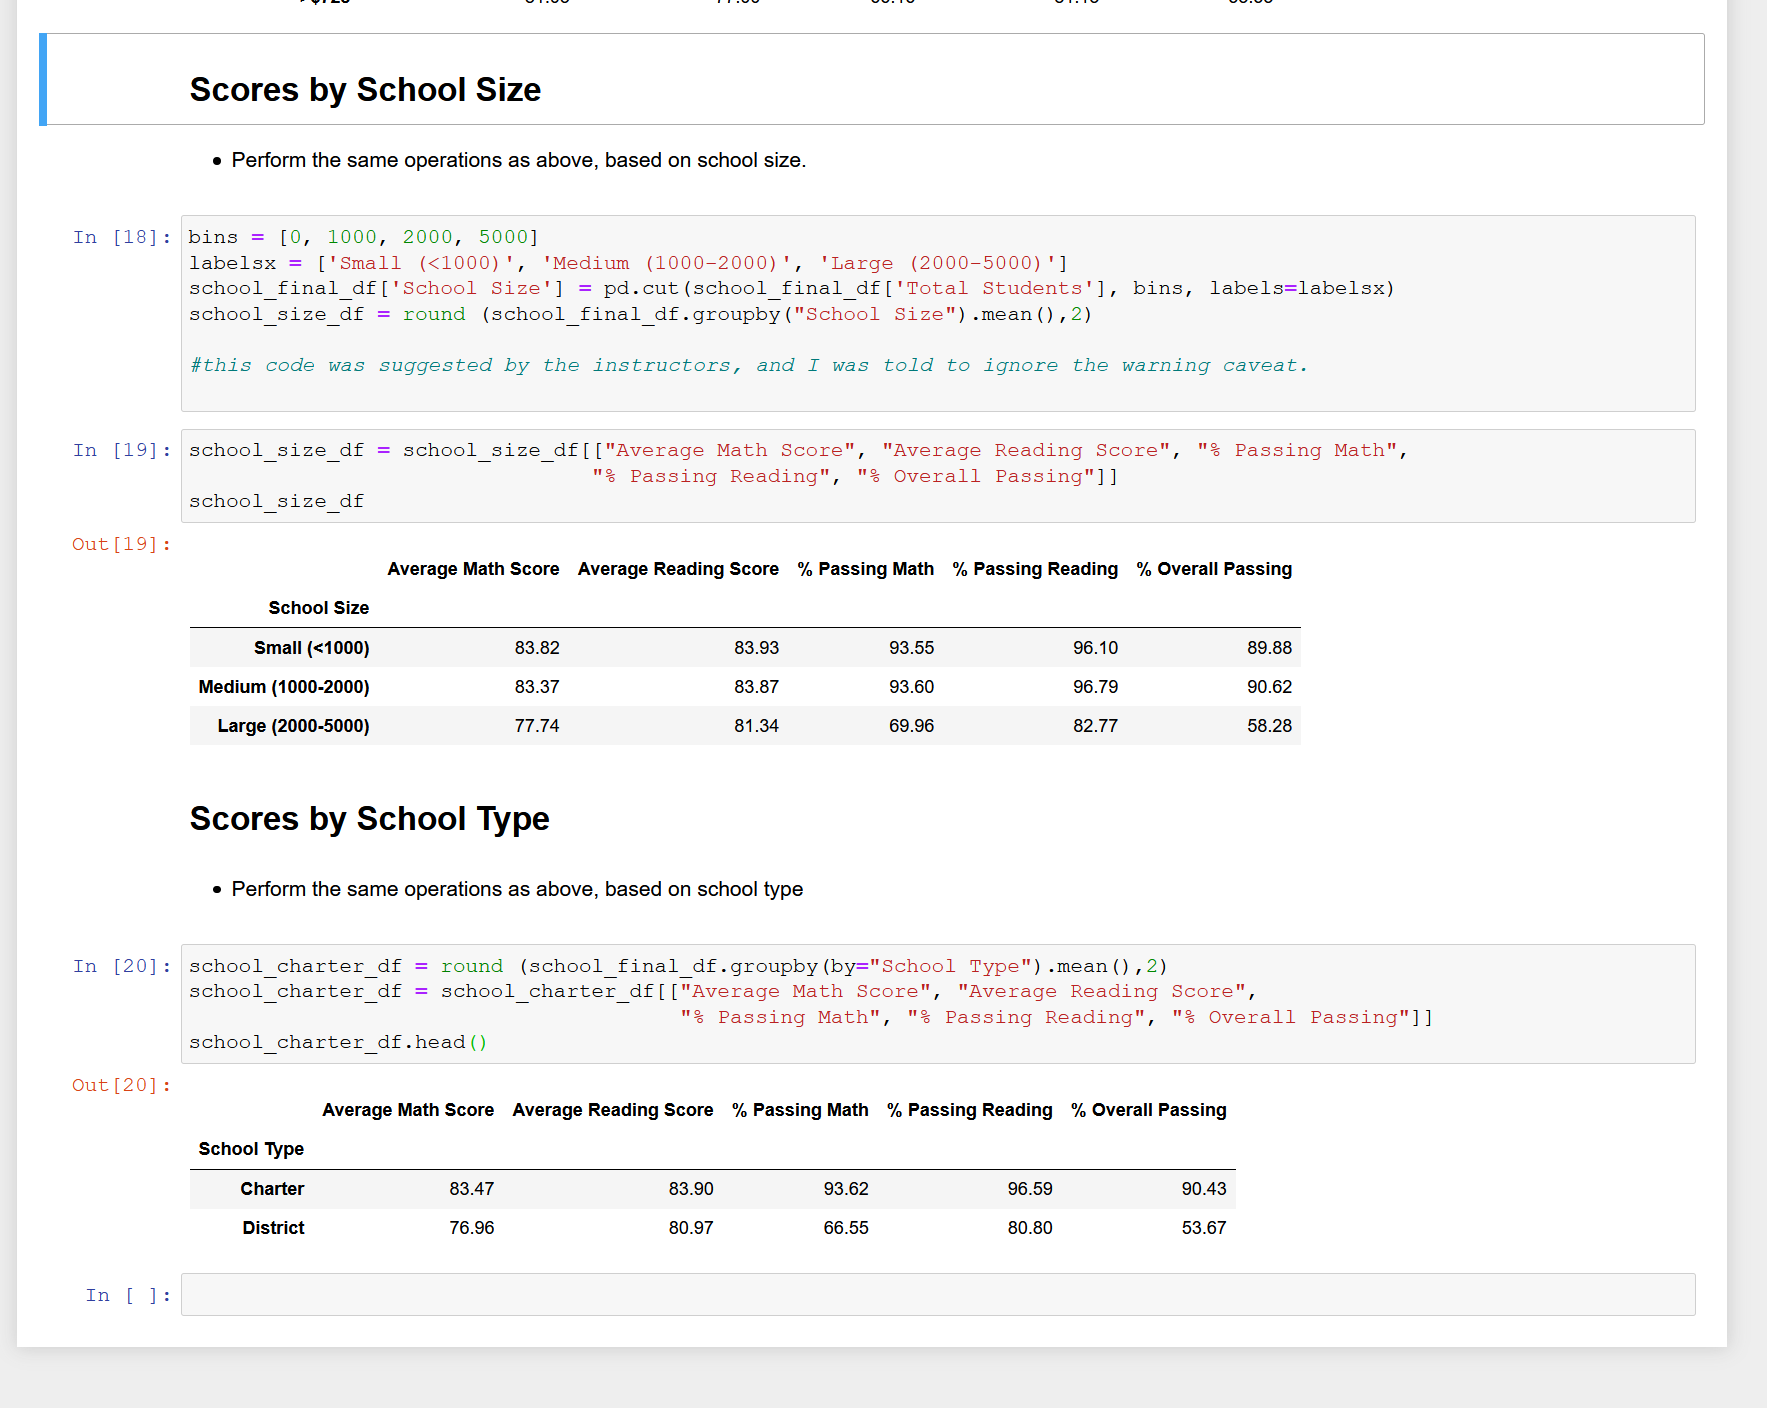 Scores by School Size
• Perform the same operations as above, based on school size.
In [18]: bins = [0, 1000, 2000, 5000]
labelsx = ['Small (<1000)', 'Medium (1000-2000)', 'Large (2000-5000)']
school_final_df['School Size'] = pd.cut(school_final_df['Total Students'], bins, labels=labelsx)
school_size_df = round (school_final_df.groupby("School Size").mean(),2)
#this code was suggested by the instructors, and I was told to ignore the warning caveat.
In [19]: school_size_df = school_size_df[["Average Math Score", "Average Reading Score", "% Passing Math",
"% Passing Reading", "% Overall Passing"]]
school_size_df
Out[19]:
Average Math Score Average Reading Score % Passing Math % Passing Reading % Overall Passing
School Size
Small (<1000) 83.82 83.93 93.55 96.10 89.88
Medium (1000-2000) 83.37 83.87 93.60 96.79 90.62
Large (2000-5000) 77.74 81.34 69.96 82.77 58.28
Scores by School Type
• Perform the same operations as above, based on school type
In [20]: school_charter_df = round (school_final_df.groupby(by="School Type").mean(),2)
school_charter_df = school_charter_df[["Average Math Score", "Average Reading Score",
"% Passing Math", "% Passing Reading", "% Overall Passing"]]
school_charter_df.head()
Out[20]:
Average Math Score Average Reading Score % Passing Math % Passing Reading % Overall Passing
School Type
Charter 83.47 83.90 93.62 96.59 90.43
District 76.96 80.97 66.55 80.80 53.67
In [ ]: